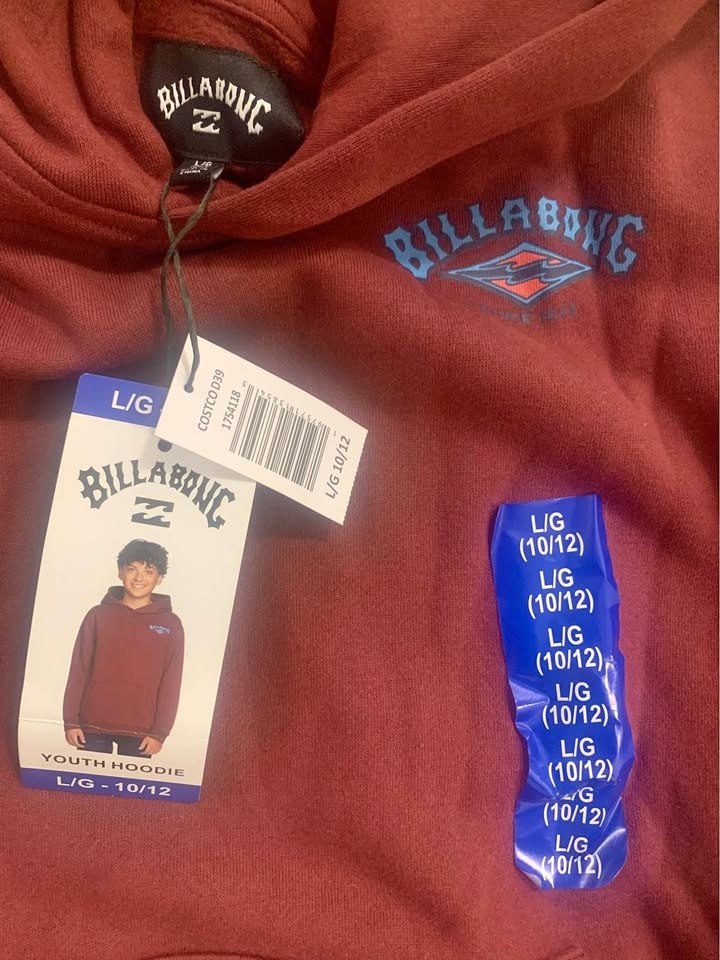 BILLABONG
L/G
CHINA
BILLABONG
COSTCO D39
1754118
L/G 10/12
L/G
BILLABONG
YOUTH HOODIE
L/G - 10/12
L/G
(10/12)
L/G
(10/12)
L/G
(10/12)
L/G
(10/12)
L/G
(10/12)
L/G
(10/12)
L/G
(10/12)